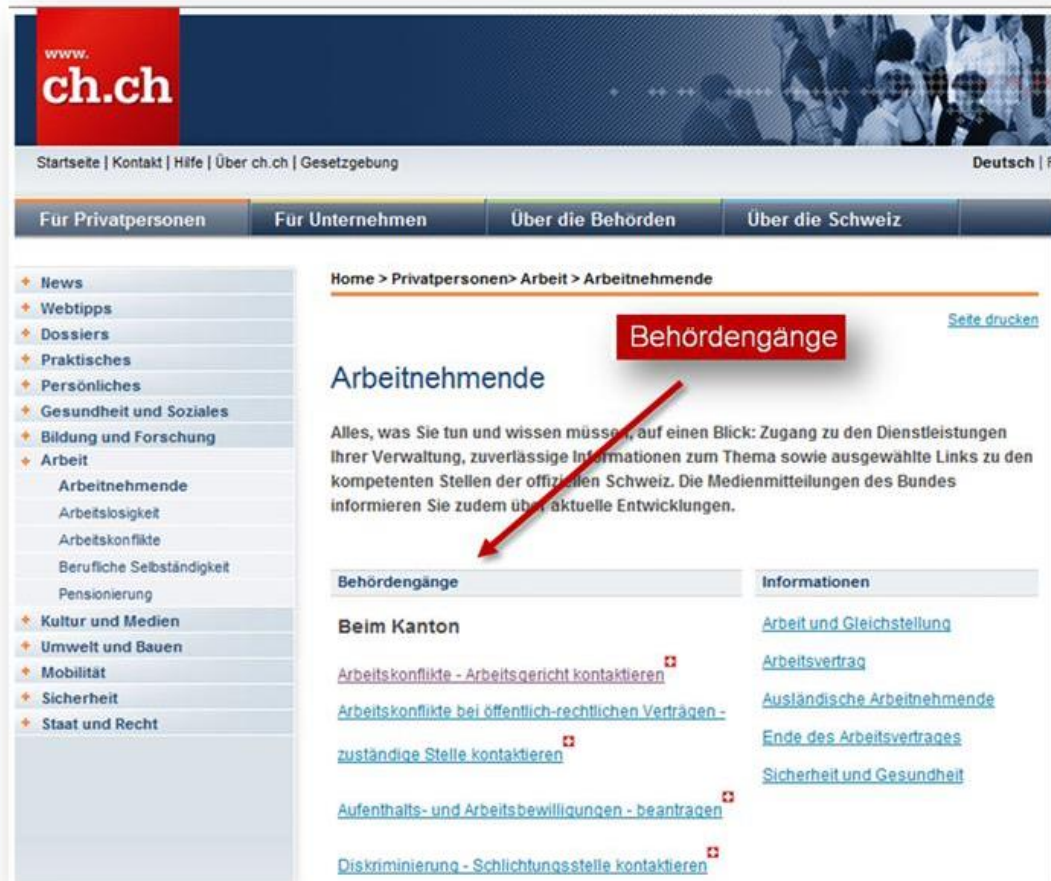 www.
ch.ch
Startseite | Kontakt | Hilfe | Über ch.ch | Gesetzgebung
Deutsch |
Für Privatpersonen
Für Unternehmen
Über die Behörden
Über die Schweiz
News
Webtipps
Dossiers
Praktisches
Persönliches
Gesundheit und Soziales
Bildung und Forschung
Arbeit
Arbeitnehmende
Arbeitslosigkeit
Arbeitskonflikte
Berufliche Selbständigkeit
Pensionierung
Kultur und Medien
Umwelt und Bauen
Mobilität
Sicherheit
Staat und Recht
Home > Privatpersonen> Arbeit > Arbeitnehmende
Seite drucken
Behördengänge
Arbeitnehmende
Alles, was Sie tun und wissen müssen, auf einen Blick: Zugang zu den Dienstleistungen
Ihrer Verwaltung, zuverlässige Informationen zum Thema sowie ausgewählte Links zu den
kompetenten Stellen der offiziellen Schweiz. Die Medienmitteilungen des Bundes
informieren Sie zudem über aktuelle Entwicklungen.
Behördengänge
Beim Kanton
Arbeitskonflikte - Arbeitsgericht kontaktieren
Arbeitskonflikte bei öffentlich-rechtlichen Verträgen -
zuständige Stelle kontaktieren
Aufenthalts- und Arbeitsbewilligungen - beantragen
Diskriminierung - Schlichtungsstelle kontaktieren
Informationen
Arbeit und Gleichstellung
Arbeitsvertrag
Ausländische Arbeitnehmende
Ende des Arbeitsvertrages
Sicherheit und Gesundheit